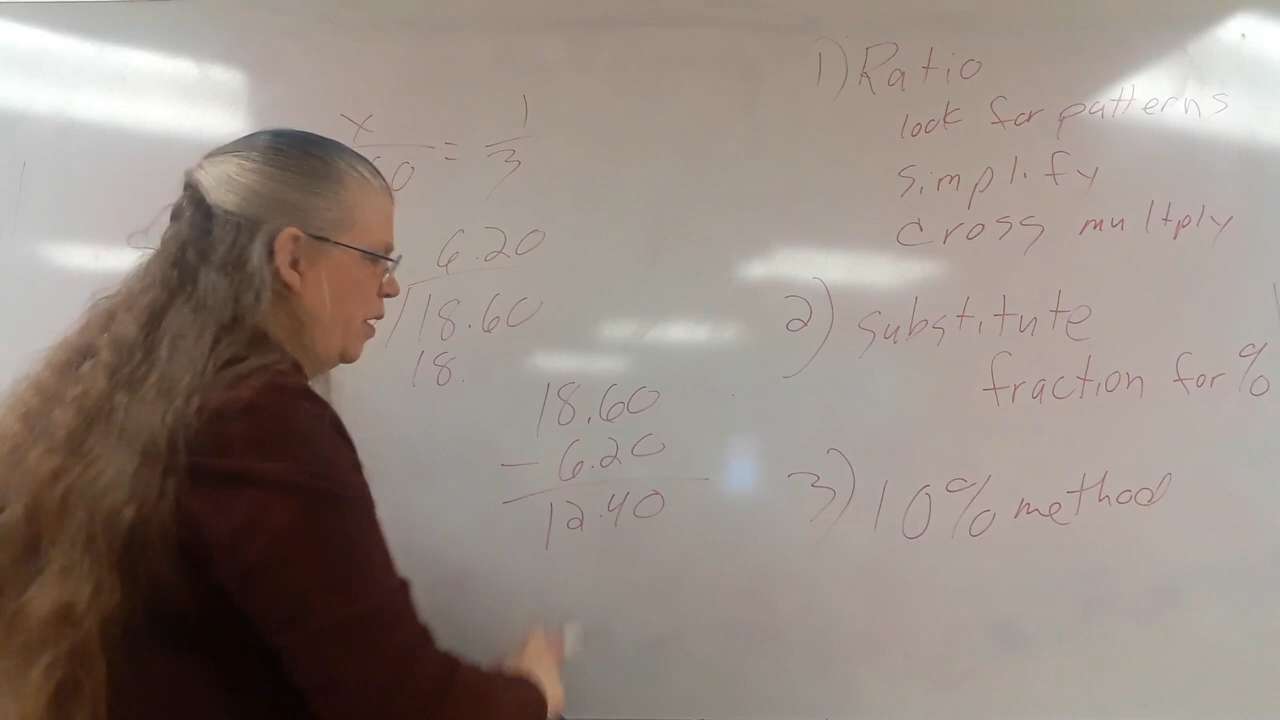 x/ 0 = 1/3
6.20
18.60
18.
18.60
- 6.20
12.40
1) Ratio
look for patterns
simplify
cross multply
2) substitute
fraction for %
3) 10% method